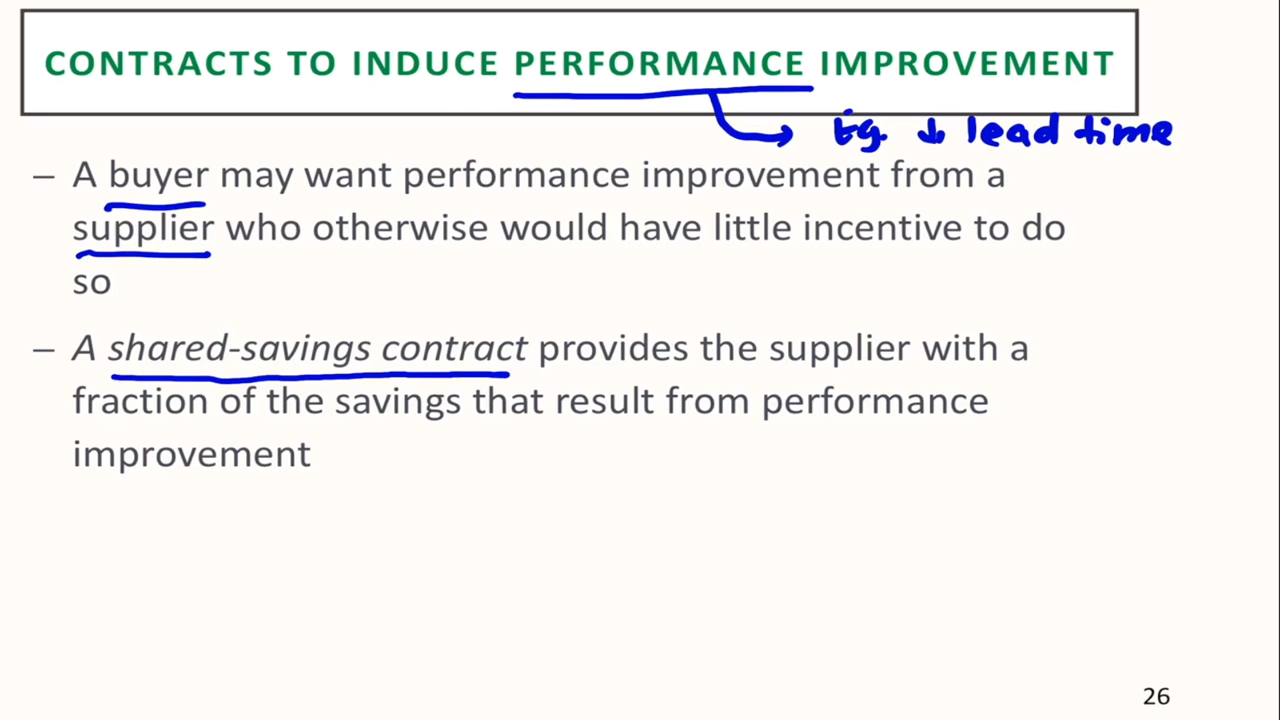 CONTRACTS TO INDUCE PERFORMANCE IMPROVEMENT
Eg. ↓ lead time
– A buyer may want performance improvement from a
supplier who otherwise would have little incentive to do
so
– A shared-savings contract provides the supplier with a
fraction of the savings that result from performance
improvement
26